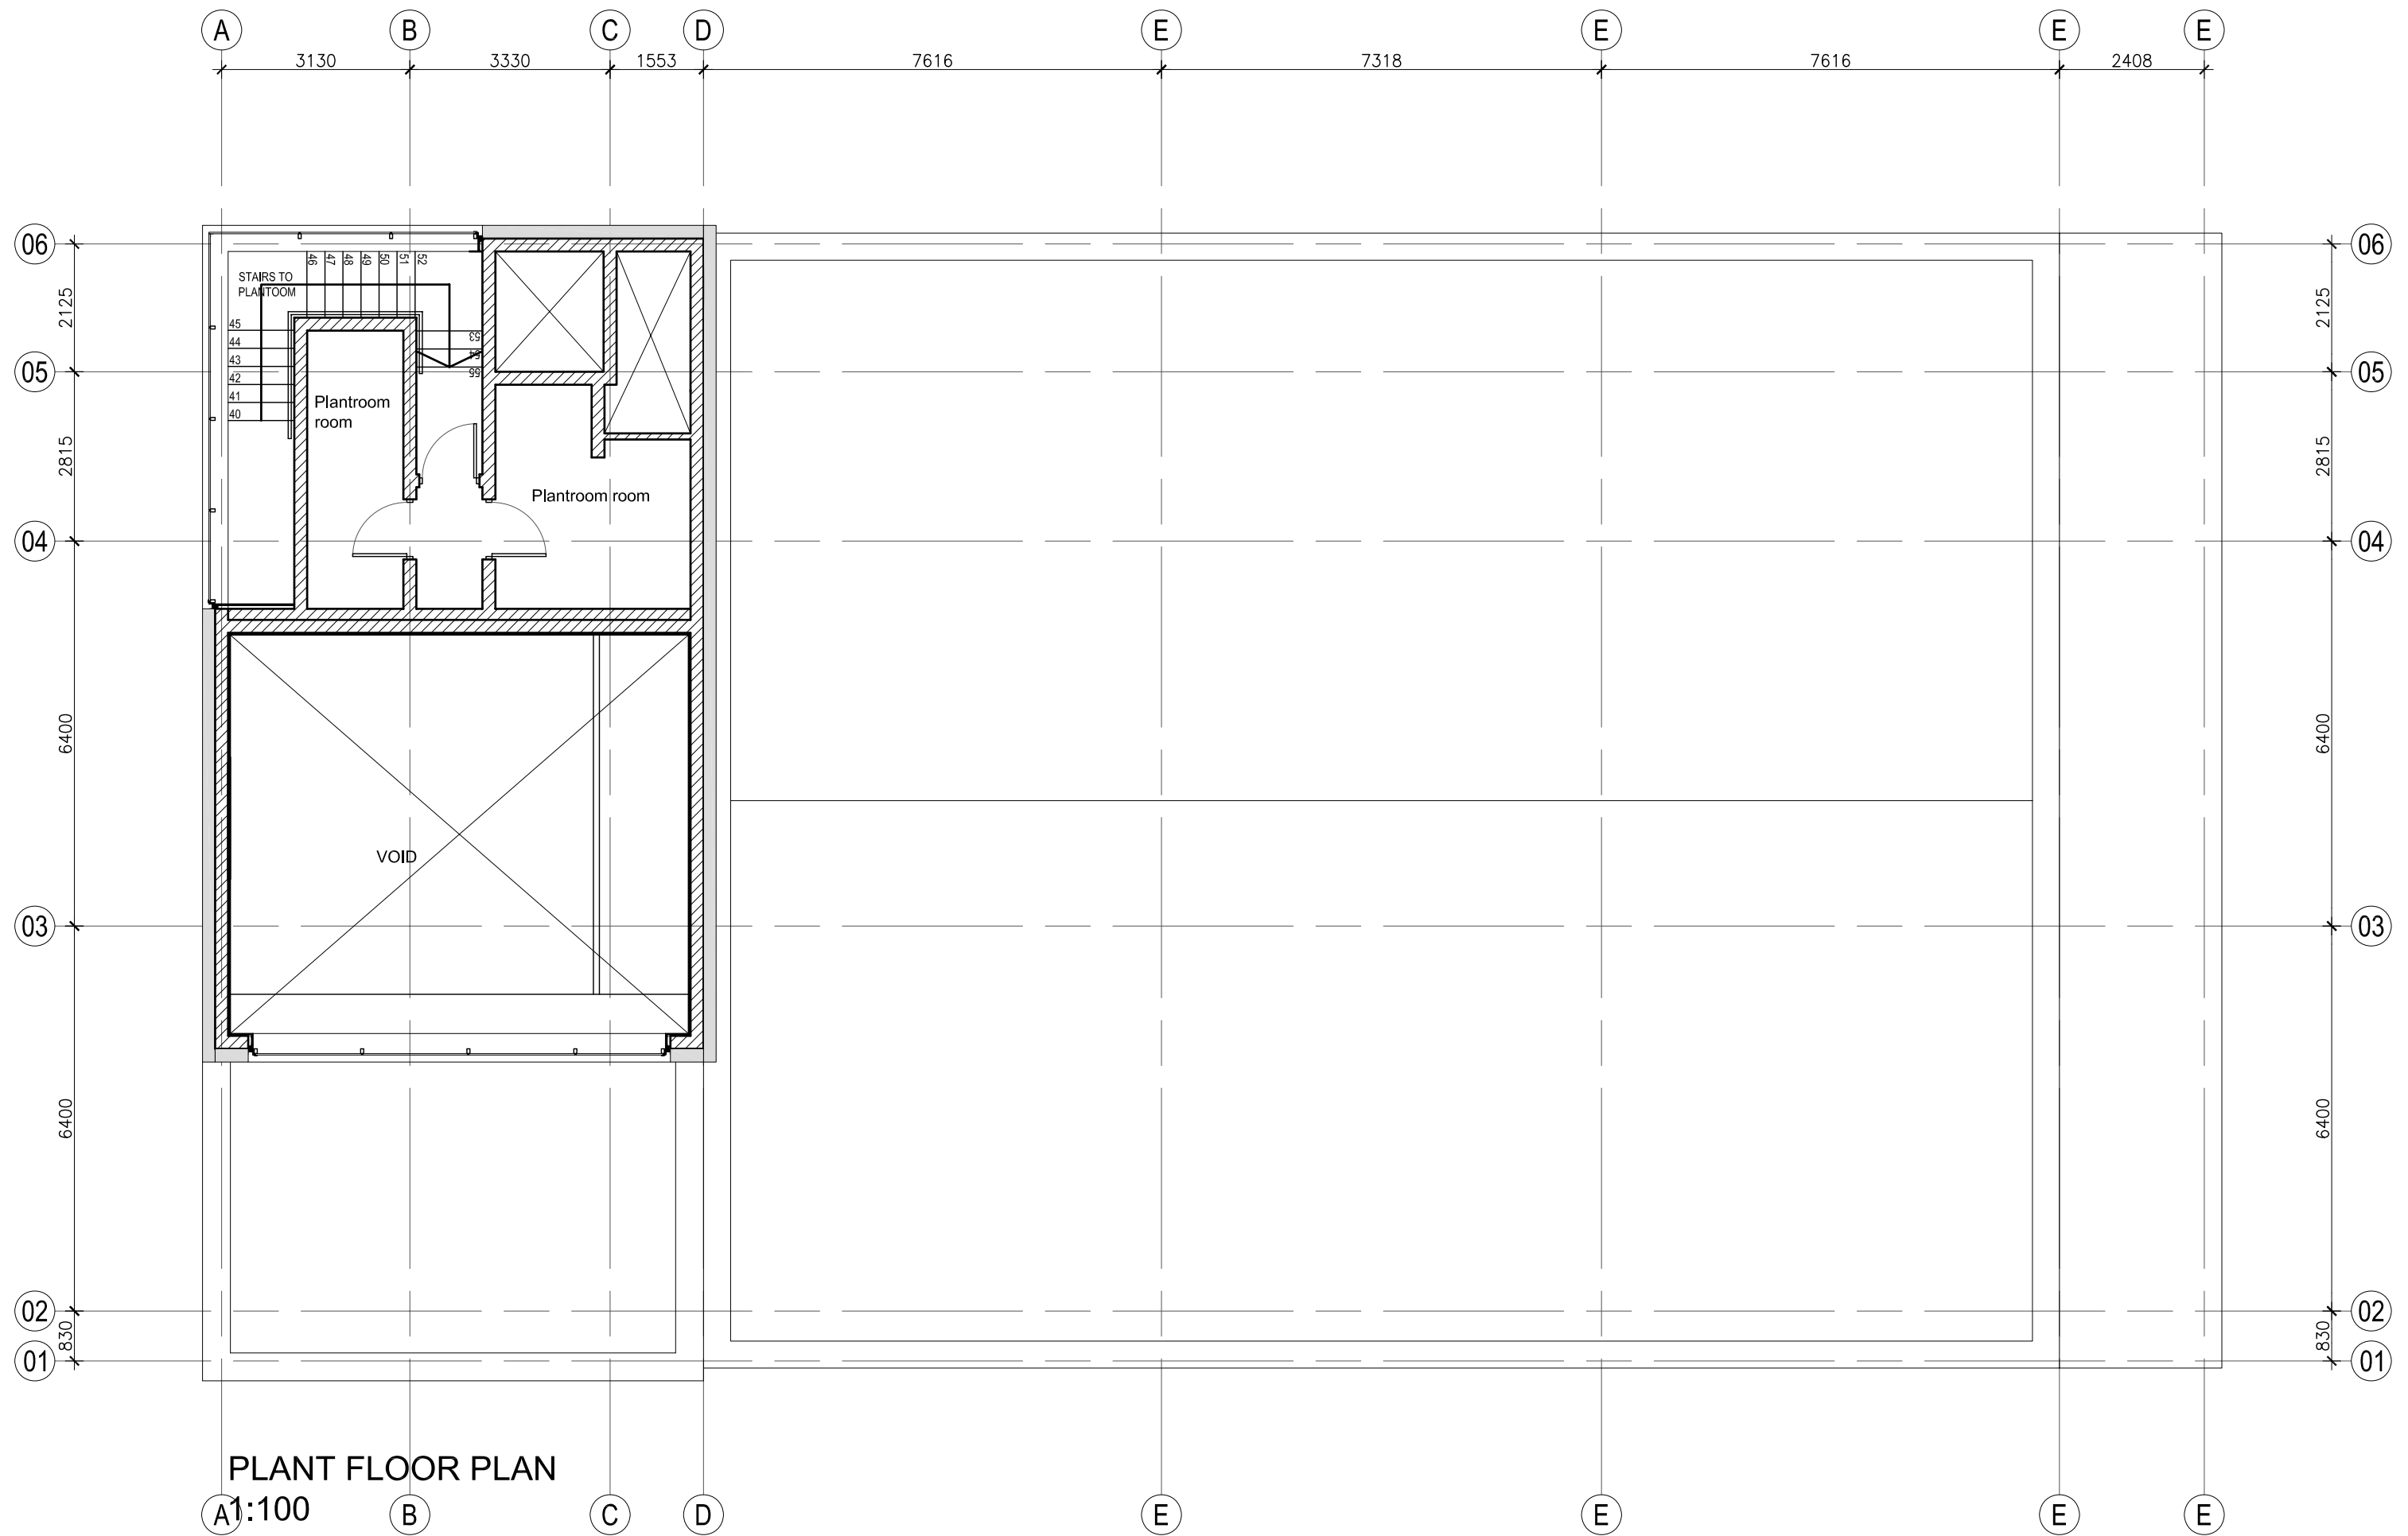 A B C D E E E E
3130 3330 1553 7616 7318 7616 2408
06 06
STAIRS TO
PLANTOOM
46 47 48 49 50 51 52
2125 2125
45
53
44
54
43
55
05 05
42
41
40
Plantroom
room
2815 2815
Plantroom room
04 04
6400 6400
VOID
03 03
6400 6400
02 02
830 830
01 01
PLANT FLOOR PLAN
1:100
A B C D E E E E